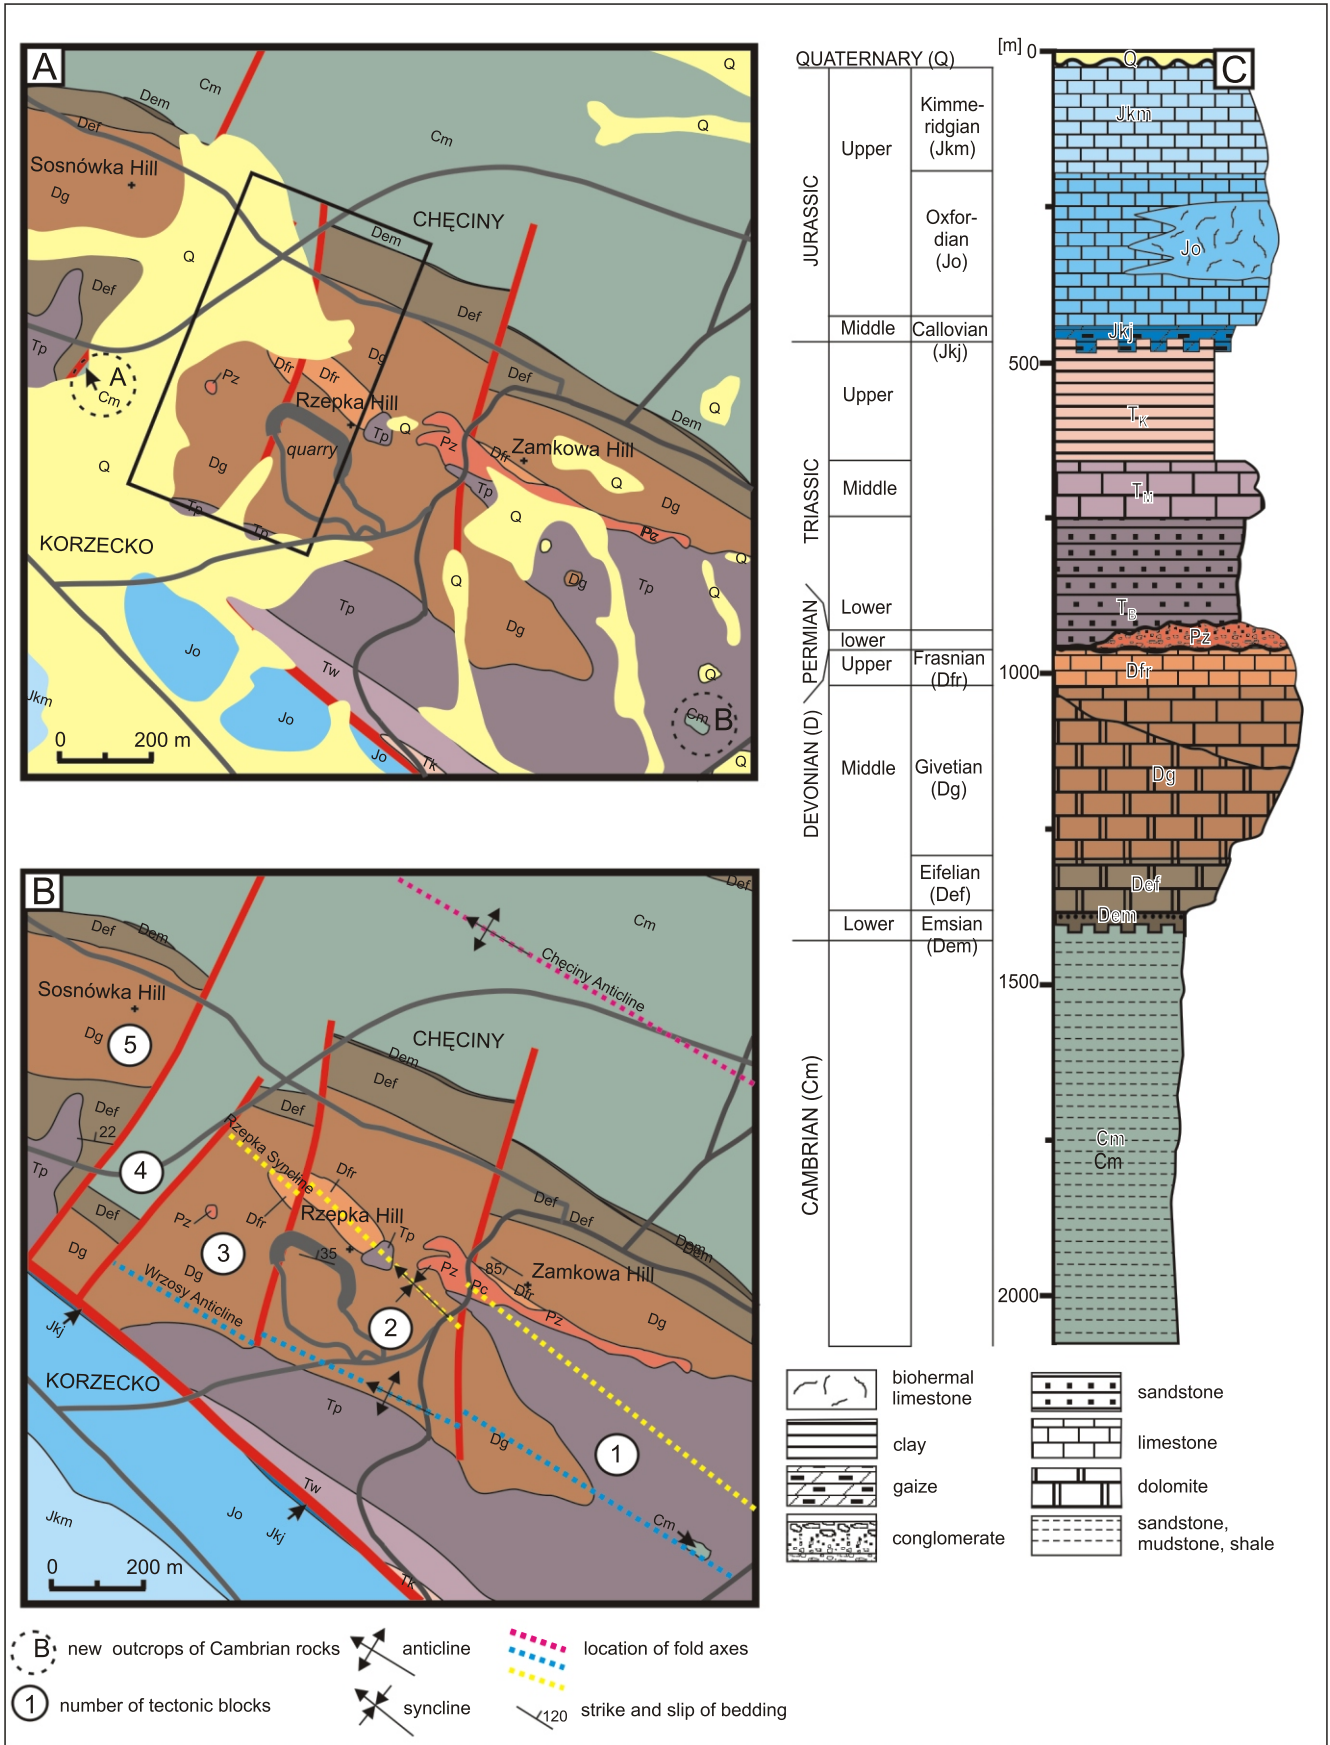 A
Cm
Dem
Def
Cm
Q
Q
Sosnówka Hill
Dg
CHĘCINY
Dem
Q
Def
Def
Tp
Def
Dg
Dfr
Dfr
Pz
Rzepka Hill
A
Cm
Q
Dem
Q
Tp
Pz
quarry
Dfr
Zamkowa Hill
Q
Dg
Tp
Q
Dg
Q
Tp
Tp
Pz
KORZECKO
Q
Q
Dg
Tp
Q
Tp
Dg
Jo
Tw
Q
Jkm
Jo
Cm
B
0
200 m
Jo
Tk
Q
B
Def
Def
Dem
Cm
Chęciny Anticline
Sosnówka Hill
Dg
5
CHĘCINY
Dem
Def
Def
Def
22
Rzepka Syncline
Tp
4
Dfr
Def
Def
Def
Pz
Dfr
Rzepka Hill
Tp
Dem
Dem
Dg
3
35
Pz
85
Zamkowa Hill
Dg
Wrzosy Anticline
Pc
Dfr
Pz
Dg
2
Jkj
KORZECKO
Tp
Dg
1
Tw
Jo
Jkj
Cm
Jkm
0
200 m
Tk
B
new outcrops of Cambrian rocks
anticline
location of fold axes
1
number of tectonic blocks
syncline
120
strike and slip of bedding
[m]
0
QUATERNARY (Q)
Q
C
JURASSIC
Upper
Kimme-
ridgian
(Jkm)
Jkm
Oxfor-
dian
(Jo)
Jo
Middle
Callovian
(Jkj)
Jkj
500
TRIASSIC
Upper
TK
Middle
TM
Lower
TB
PERMIAN
lower
Pz
DEVONIAN (D)
Upper
Frasnian
(Dfr)
1000
Dfr
Middle
Givetian
(Dg)
Dg
Eifelian
(Def)
Def
Lower
Emsian
(Dem)
Dem
1500
CAMBRIAN (Cm)
Cm
Cm
2000
biohermal
limestone
sandstone
clay
limestone
gaize
dolomite
conglomerate
sandstone,
mudstone, shale